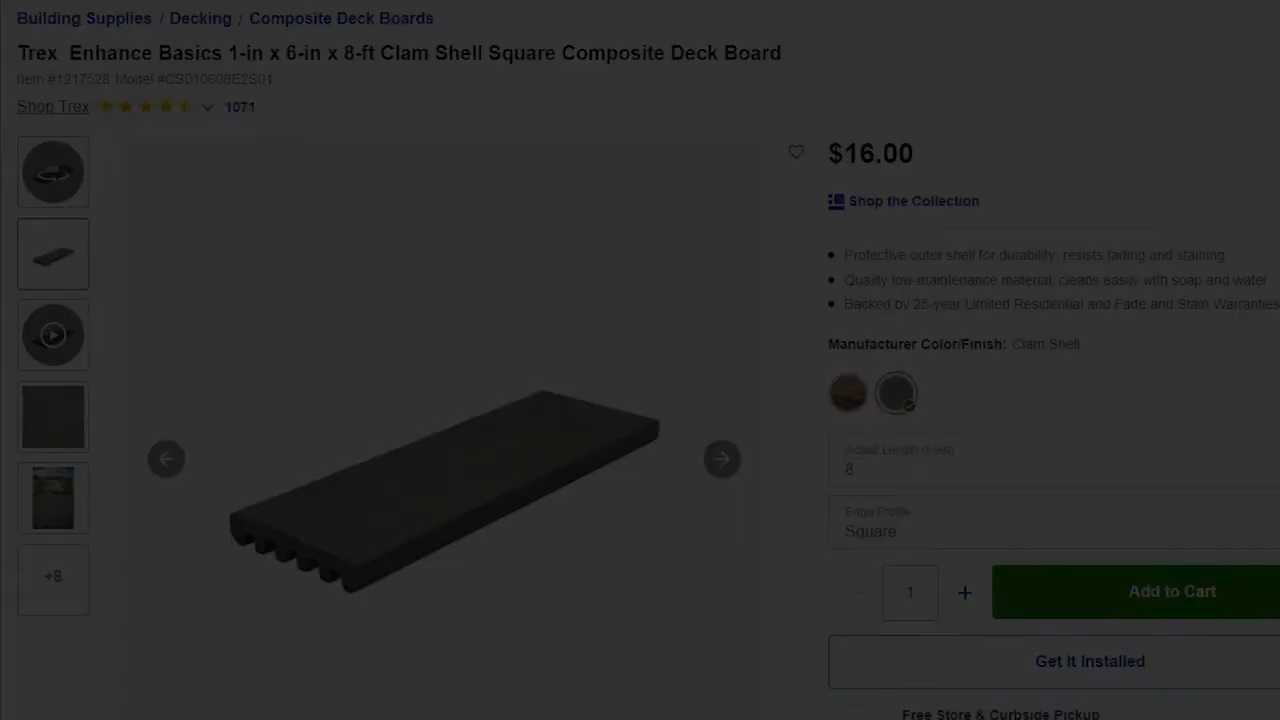 Building Supplies / Decking / Composite Deck Boards
Trex Enhance Basics 1-in x 6-in x 8-ft Clam Shell Square Composite Deck Board
Item #1217528 Model #CS010608E2S01
Shop Trex
1071
$16.00
Shop the Collection
Protective outer shell for durability, resists fading and staining
Quality low-maintenance material, cleans easily with soap and water
Backed by 25-year Limited Residential and Fade and Stain Warranties
Manufacturer Color/Finish: Clam Shell
Actual Length (Feet)
8
Edge Profile
Square
+8
1 +
Add to Cart
Get It Installed
Free Store & Curbside Pickup